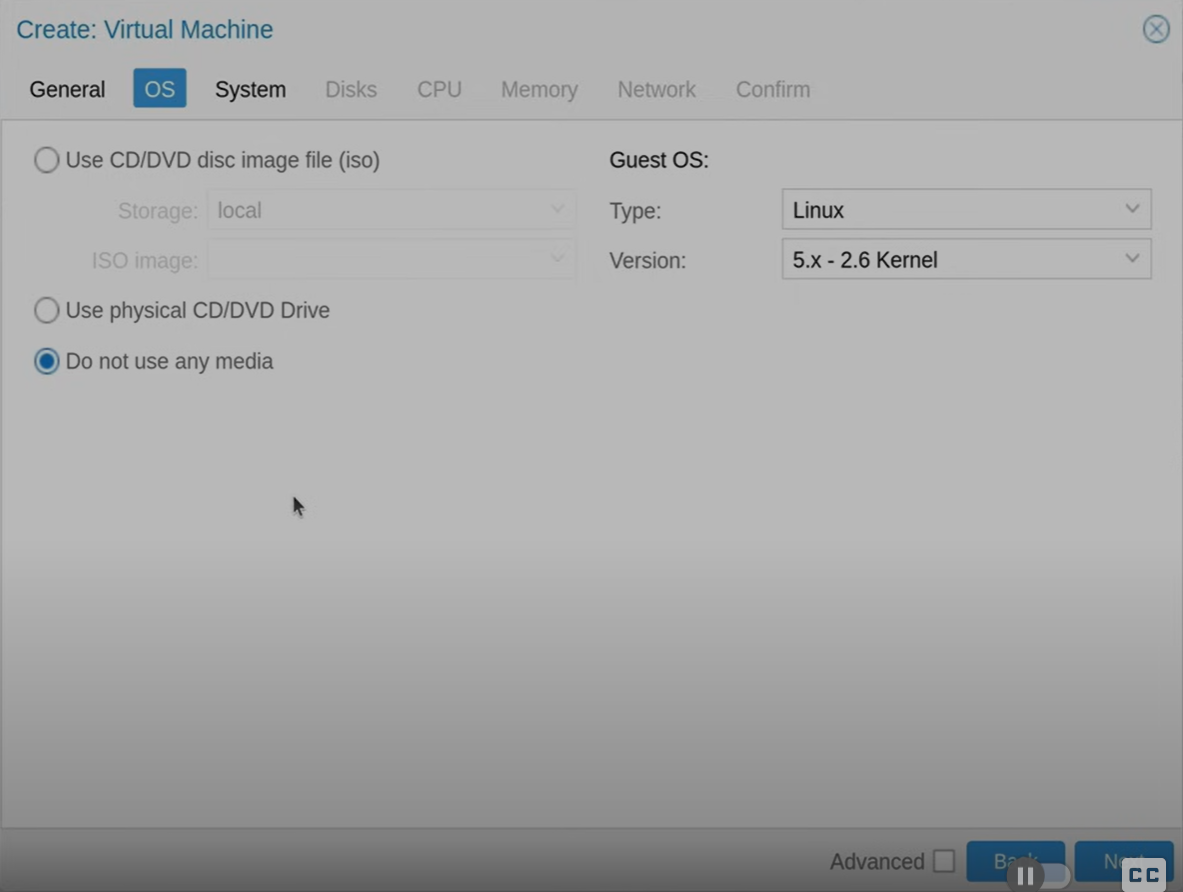 Create: Virtual Machine
General OS System Disks CPU Memory Network Confirm
Use CD/DVD disc image file (iso)
Storage: local
ISO image:
Use physical CD/DVD Drive
Do not use any media
Guest OS:
Type: Linux
Version: 5.x - 2.6 Kernel
Advanced Back Next
CC